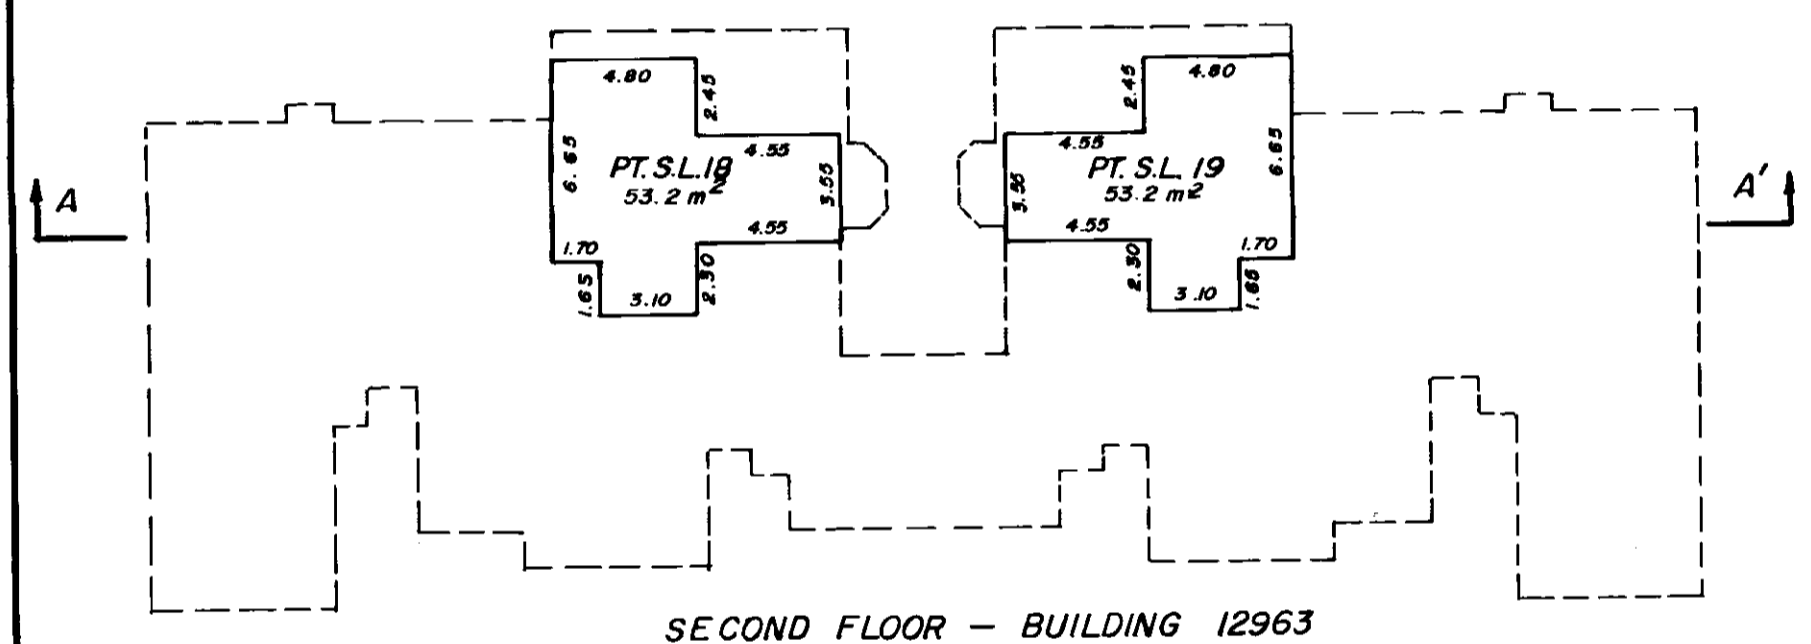 4.80
2.45
4.55
6.65
PT. S.L. 18
53.2 m²
3.55
4.55
1.70
1.65
3.10
2.30
4.80
2.45
4.55
6.65
PT. S.L. 19
53.2 m²
3.55
4.55
1.70
2.30
3.10
1.65
A
A'
SECOND FLOOR — BUILDING 12963